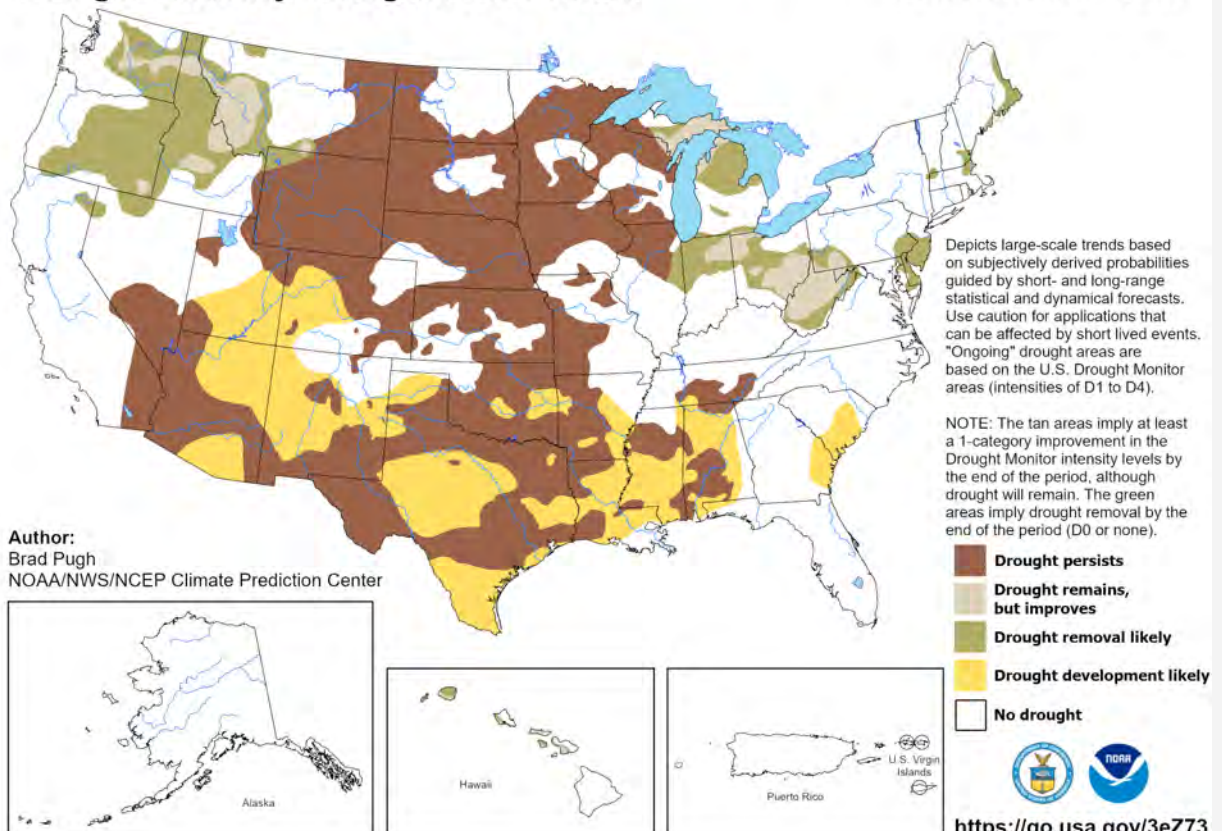 Depicts large-scale trends based
on subjectively derived probabilities
guided by short- and long-range
statistical and dynamical forecasts.
Use caution for applications that
can be affected by short lived events.
"Ongoing" drought areas are
based on the U.S. Drought Monitor
areas (intensities of D1 to D4).
NOTE: The tan areas imply at least
a 1-category improvement in the
Drought Monitor intensity levels by
the end of the period, although
drought will remain. The green
areas imply drought removal by the
end of the period (D0 or none).
Author:
Brad Pugh
NOAA/NWS/NCEP Climate Prediction Center
Drought persists
Drought remains,
but improves
Drought removal likely
Drought development likely
No drought
Alaska
Hawaii
Puerto Rico
U.S. Virgin
Islands
NOAA
https://go.usa.gov/3eZ73